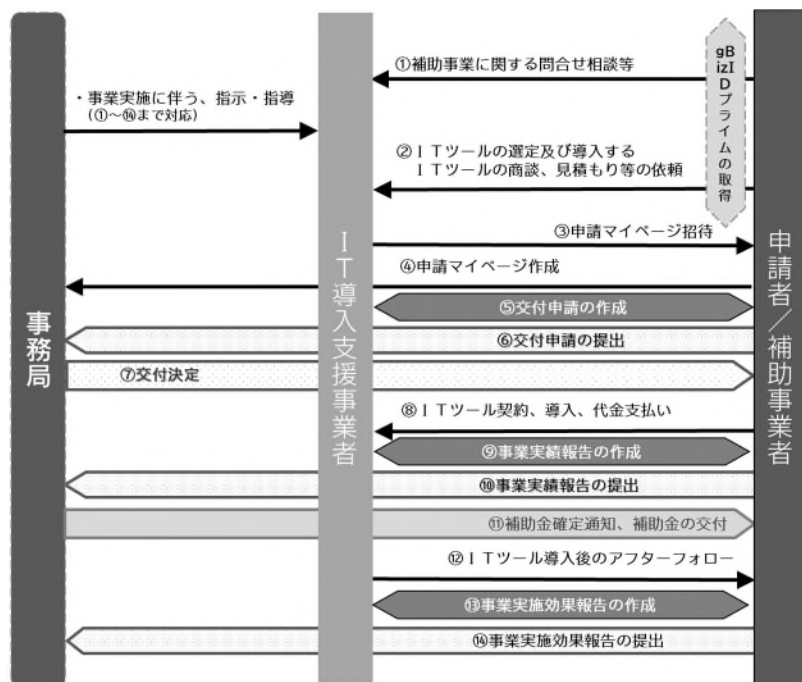 事務局
IT導入支援事業者
申請者／補助事業者
gBizIDプライムの取得
・事業実施に伴う、指示・指導
(①～⑭まで対応)
①補助事業に関する問合せ相談等
②ITツールの選定及び導入する
ITツールの商談、見積もり等の依頼
③申請マイページ招待
④申請マイページ作成
⑤交付申請の作成
⑥交付申請の提出
⑦交付決定
⑧ITツール契約、導入、代金支払い
⑨事業実績報告の作成
⑩事業実績報告の提出
⑪補助金確定通知、補助金の交付
⑫ITツール導入後のアフターフォロー
⑬事業実施効果報告の作成
⑭事業実施効果報告の提出